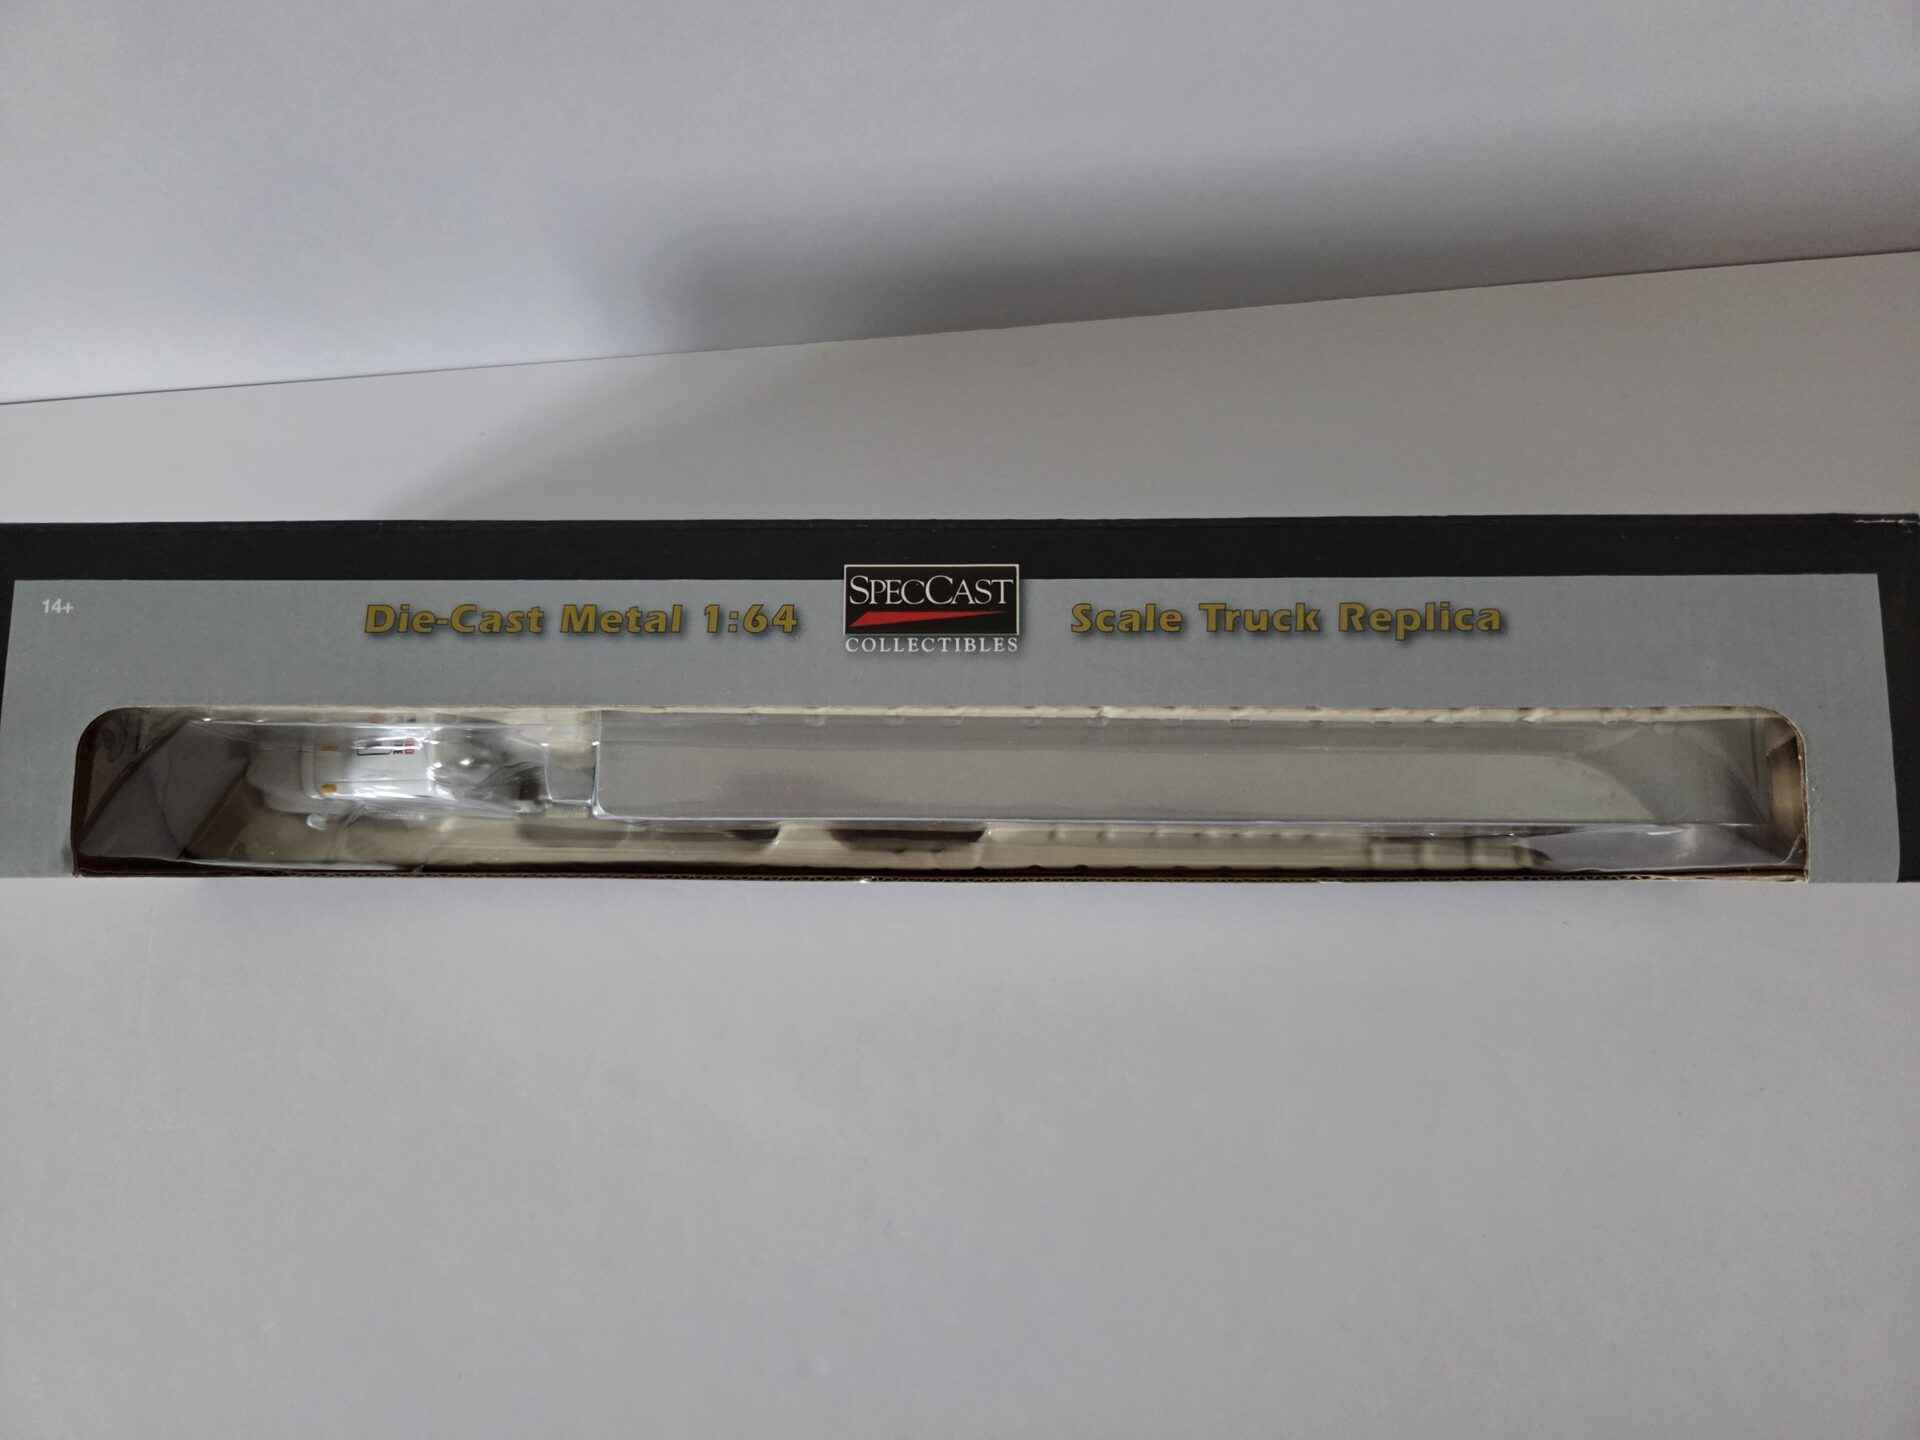 14+
Die-Cast Metal 1:64
SPECCAST
COLLECTIBLES
Scale Truck Replica